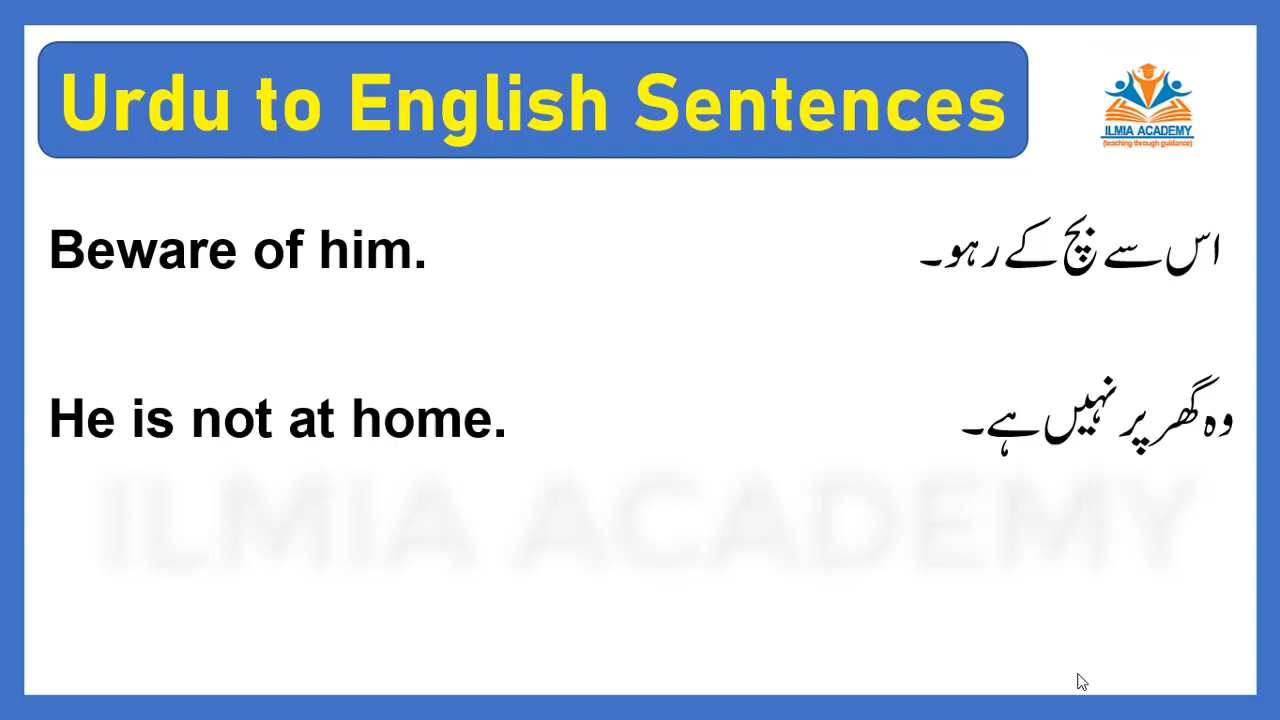 Urdu to English Sentences
ILMIA ACADEMY
(teaching through guidance)
Beware of him.
اس سے بچ کے رہو۔
He is not at home.
وہ گھر پر نہیں ہے۔
ILMIA ACADEMY